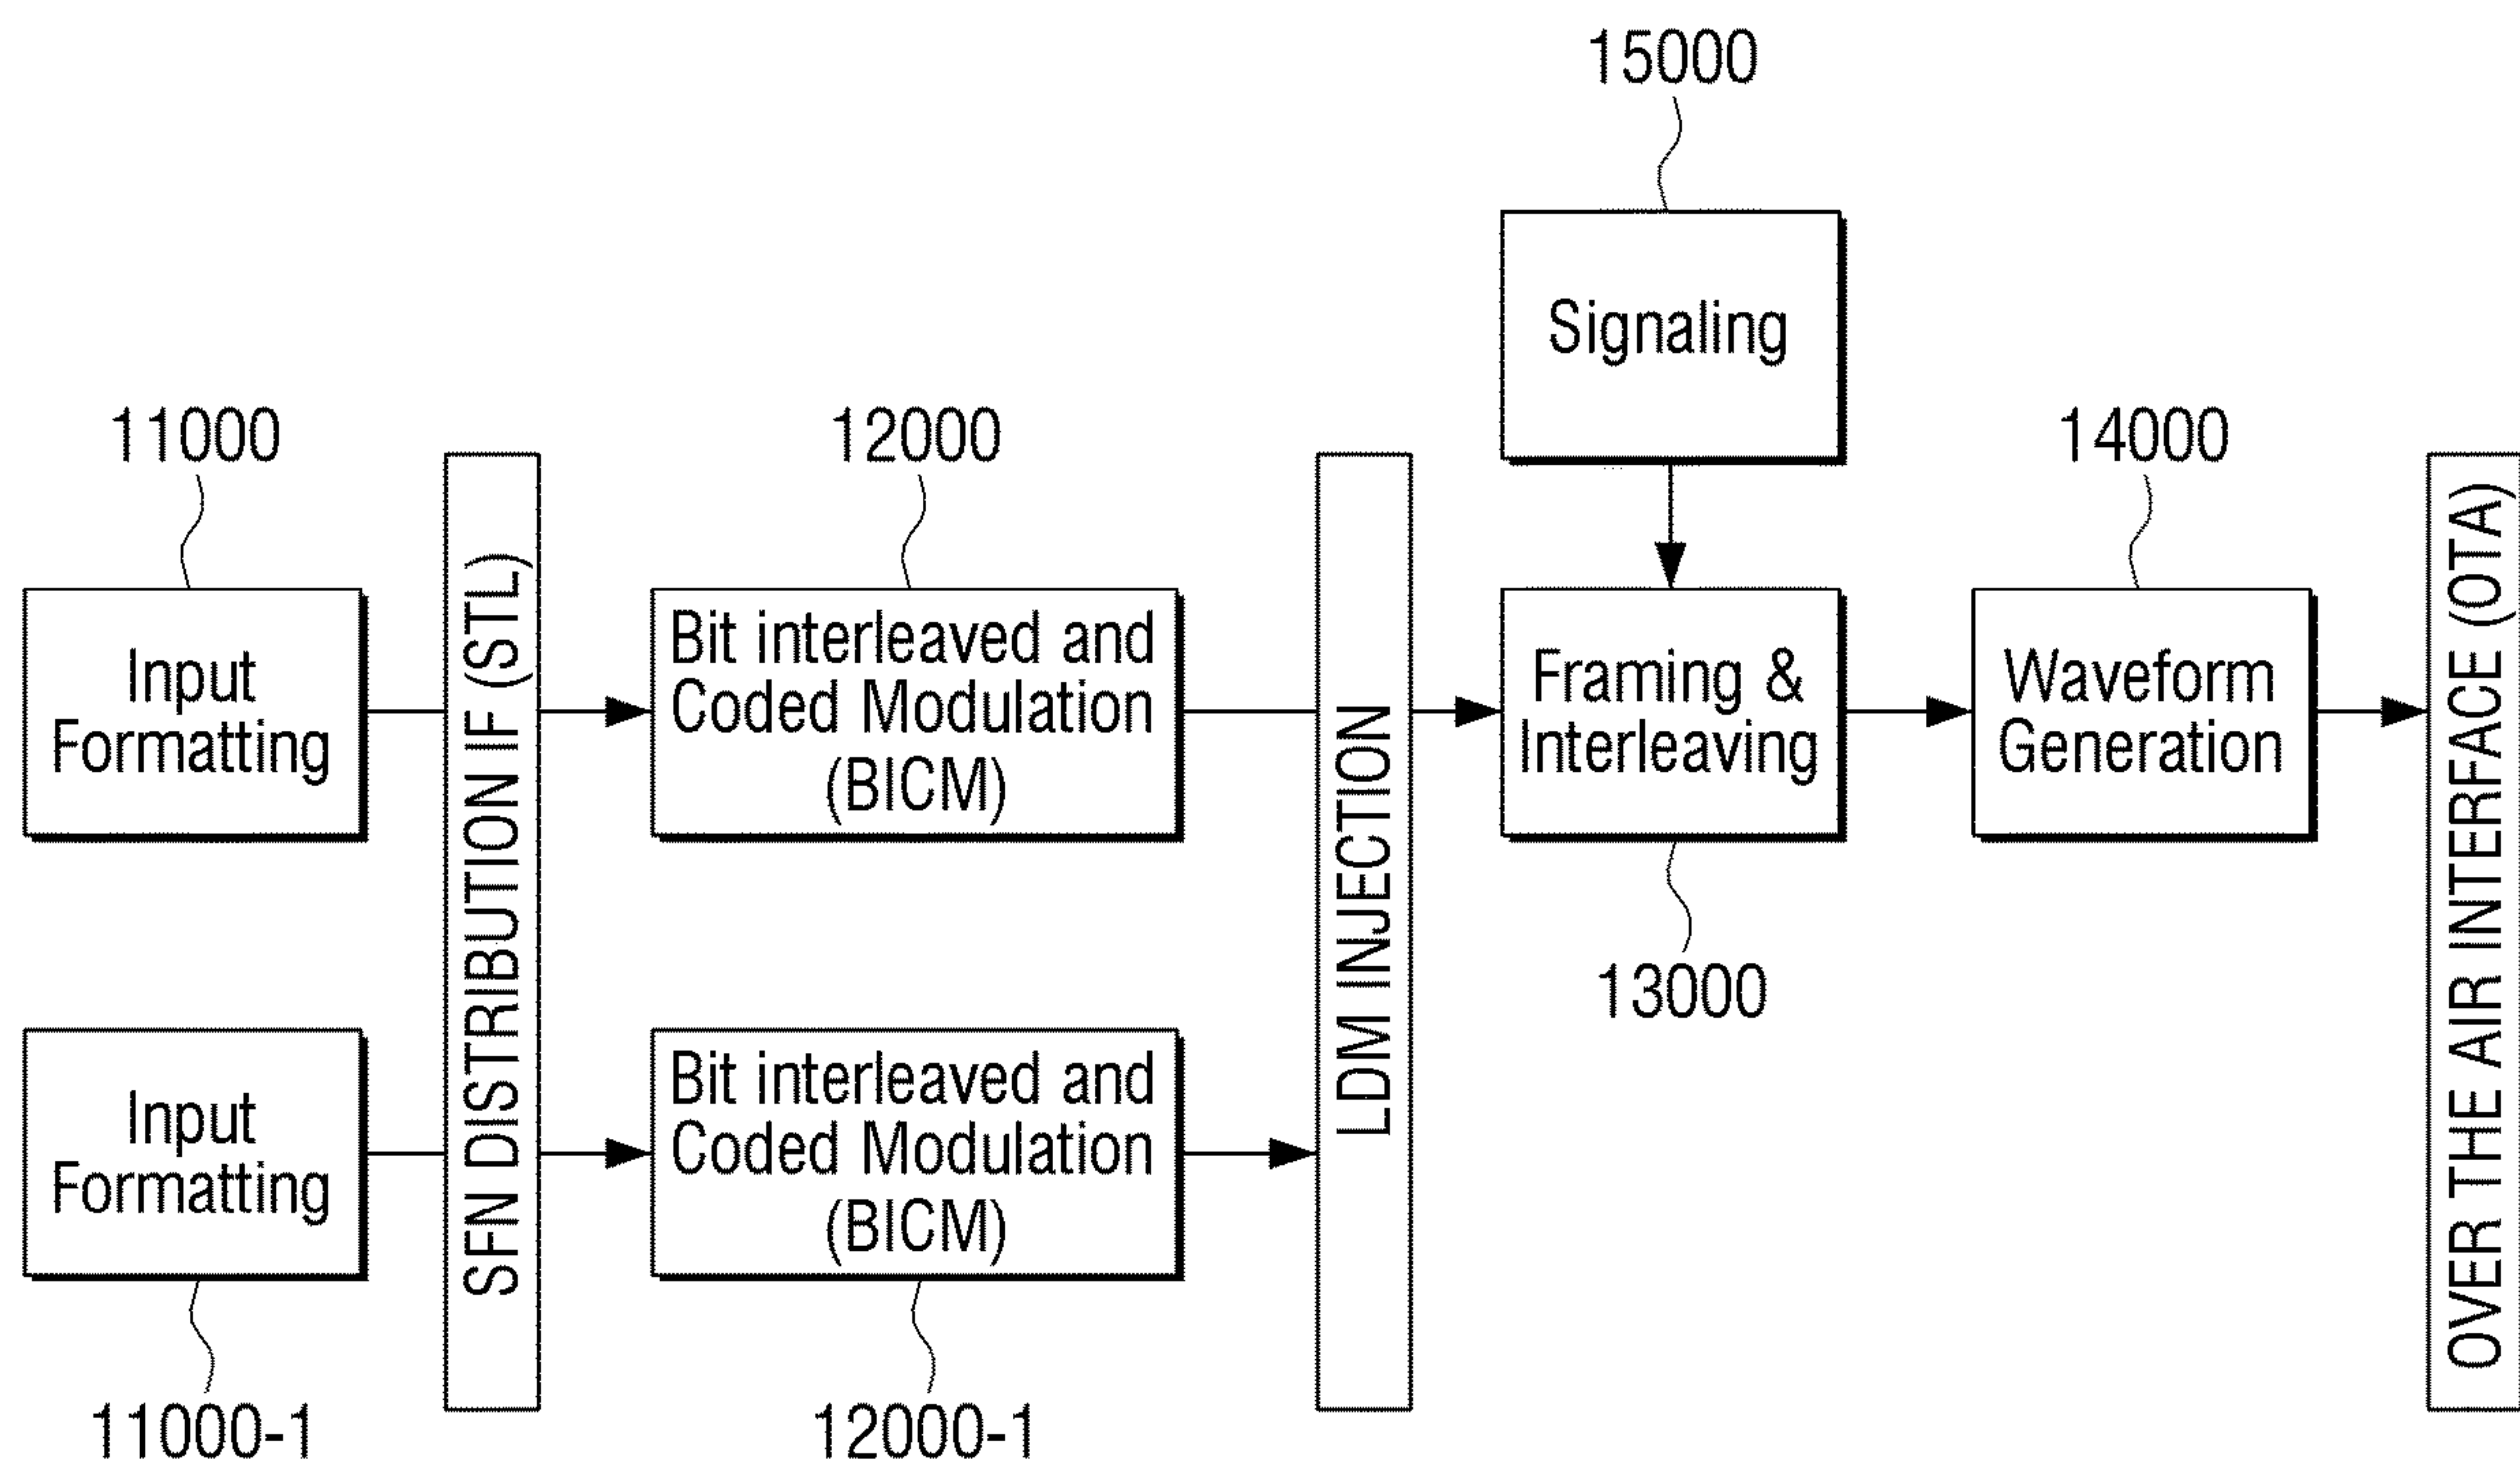 15000
Signaling
11000
12000
14000
Input
Formatting
SFN DISTRIBUTION IF (STL)
Bit interleaved and
Coded Modulation
(BICM)
LDM INJECTION
Framing &
Interleaving
Waveform
Generation
OVER THE AIR INTERFACE (OTA)
13000
Input
Formatting
Bit interleaved and
Coded Modulation
(BICM)
11000-1
12000-1